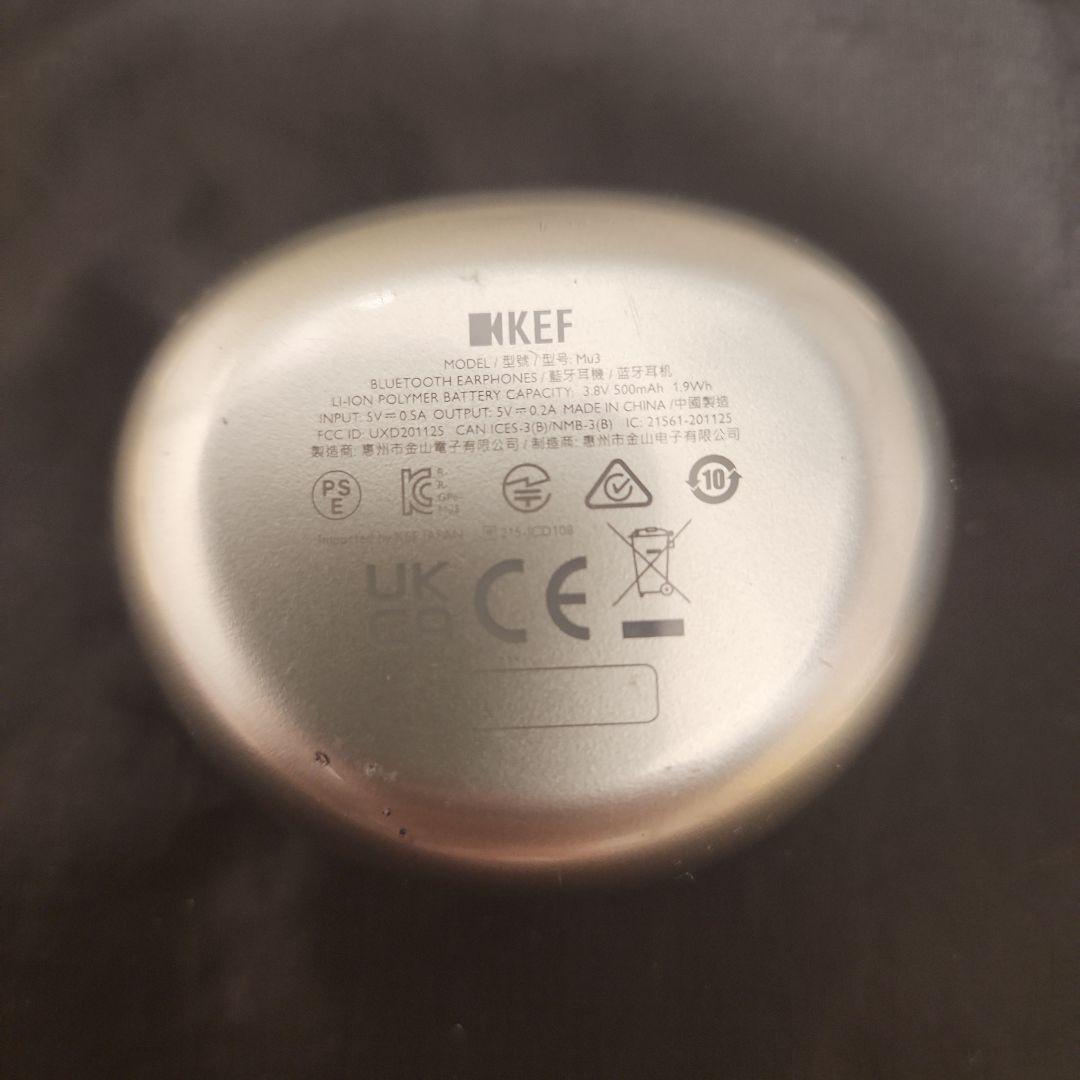 KEF
MODEL / 型號 / 型号: Mu3
BLUETOOTH EARPHONES / 藍牙耳機 / 蓝牙耳机
LI-ION POLYMER BATTERY CAPACITY: 3.8V 500mAh 1.9Wh
INPUT: 5V⎓0.5A OUTPUT: 5V⎓0.2A MADE IN CHINA /中國製造
FCC ID: UXD201125 CAN ICES-3(B)/NMB-3(B) IC: 21561-201125
製造商: 惠州市金山電子有限公司 / 制造商: 惠州市金山电子有限公司
PS
E
10
Imported by KEF JAPAN
UK
CA
CE